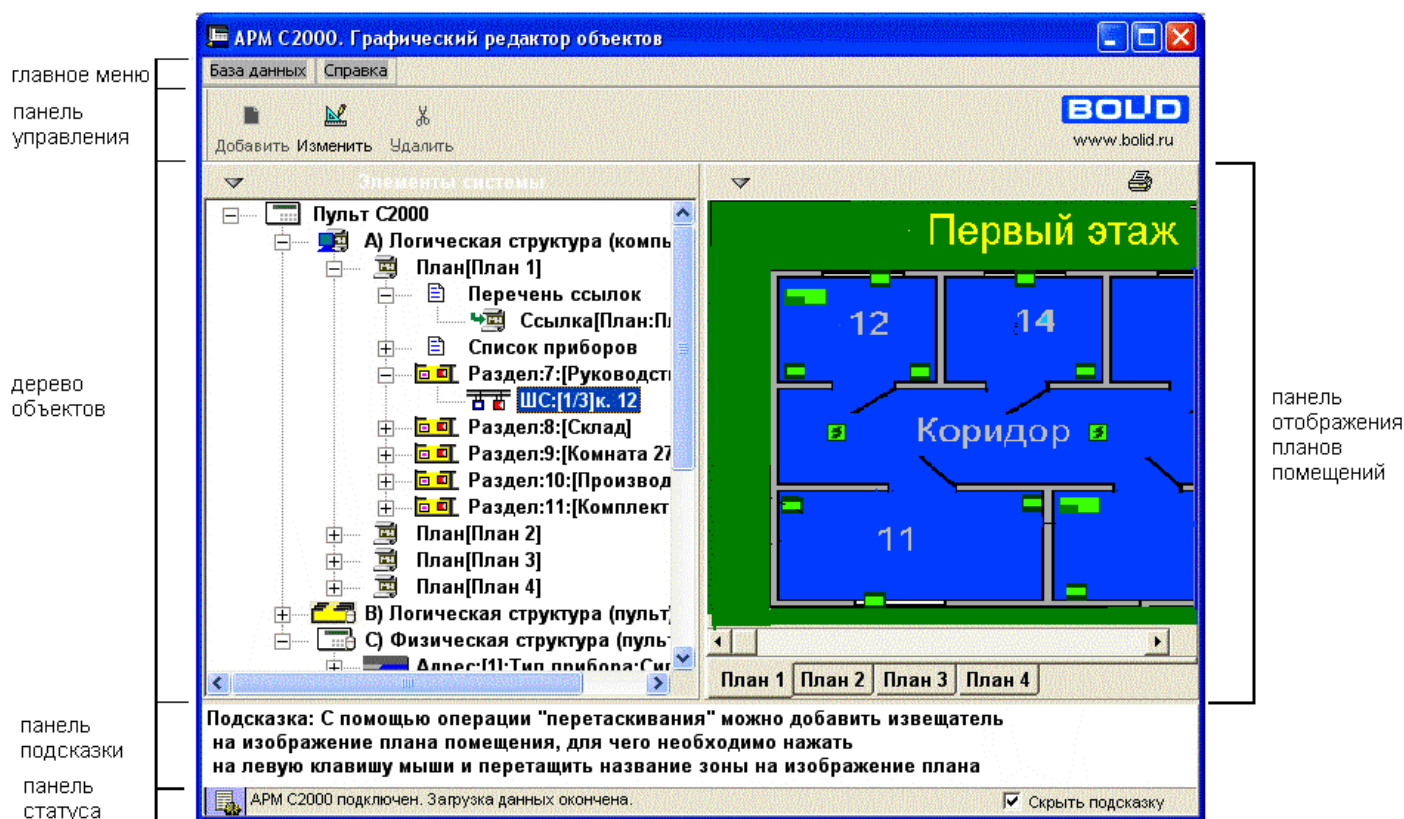 АРМ С2000. Графический редактор объектов
главное меню
База данных Справка
панель
управления
Добавить Изменить Удалить
BOLID
www.bolid.ru
Элементы системы
дерево
объектов
Пульт С2000
А) Логическая структура (компь
План[План 1]
Перечень ссылок
Ссылка[План:Пл
Список приборов
Раздел:7:[Руководст
ШС:[1/3]к. 12
Раздел:8:[Склад]
Раздел:9:[Комната 27
Раздел:10:[Производ
Раздел:11:[Комплект
План[План 2]
План[План 3]
План[План 4]
В) Логическая структура (пульт
С) Физическая структура (пуль
Адрес:[1]:Тип прибора:Сиг
Первый этаж
12
14
Коридор
11
План 1 План 2 План 3 План 4
панель
отображения
планов
помещений
панель
подсказки
Подсказка: С помощью операции "перетаскивания" можно добавить извещатель
на изображение плана помещения, для чего необходимо нажать
на левую клавишу мыши и перетащить название зоны на изображение плана
панель
статуса
АРМ С2000 подключен. Загрузка данных окончена.
Скрыть подсказку